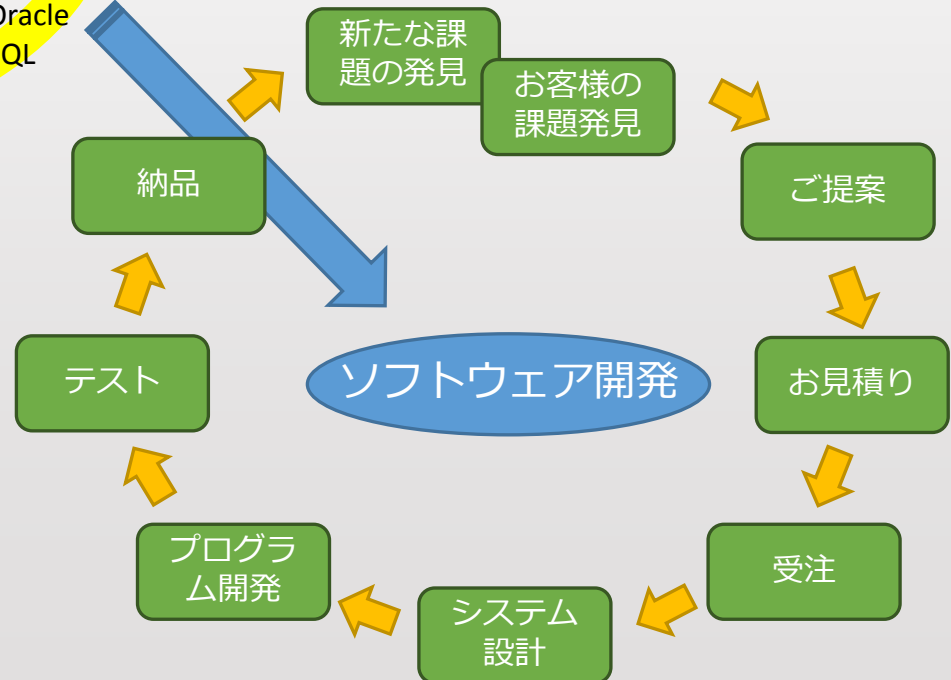 Oracle
QL
新たな課
題の発見
お客様の
課題発見
ご提案
納品
テスト
ソフトウェア開発
お見積り
プログラ
ム開発
受注
システム
設計